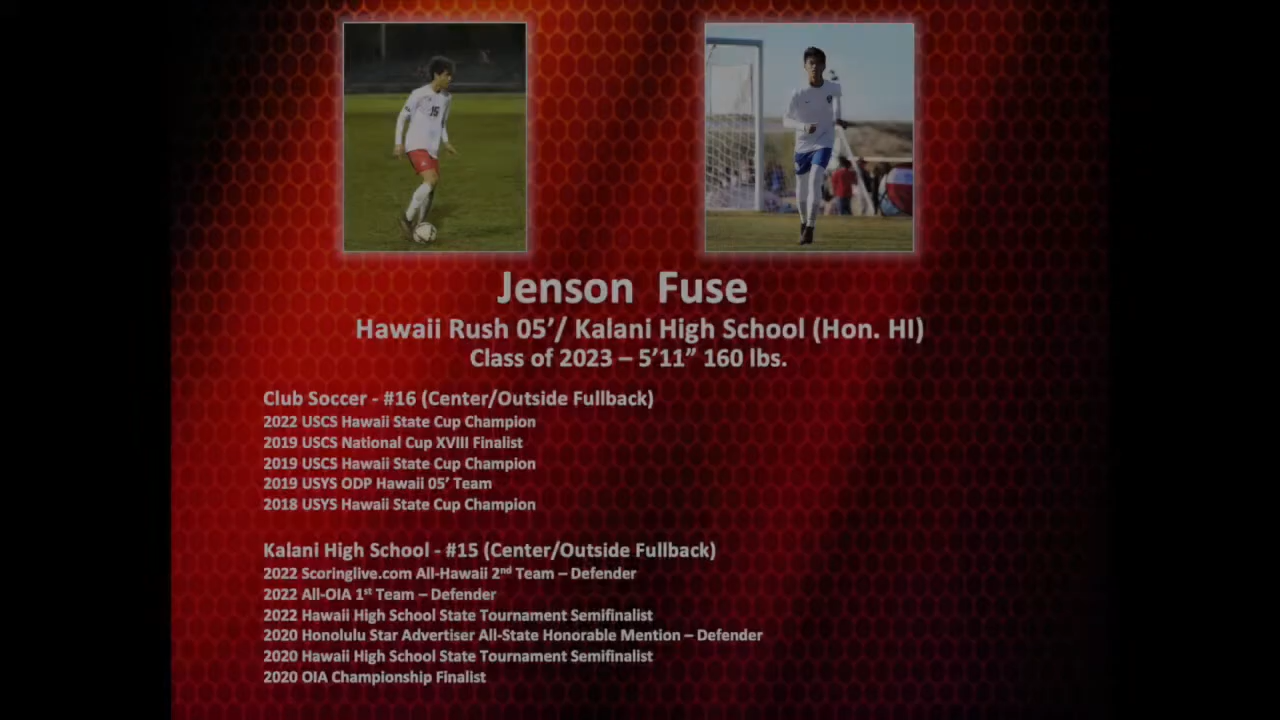 15
Jenson Fuse
Hawaii Rush 05’/ Kalani High School (Hon. HI)
Class of 2023 – 5’11” 160 lbs.
Club Soccer - #16 (Center/Outside Fullback)
2022 USCS Hawaii State Cup Champion
2019 USCS National Cup XVIII Finalist
2019 USCS Hawaii State Cup Champion
2019 USYS ODP Hawaii 05’ Team
2018 USYS Hawaii State Cup Champion
Kalani High School - #15 (Center/Outside Fullback)
2022 Scoringlive.com All-Hawaii 2nd Team – Defender
2022 All-OIA 1st Team – Defender
2022 Hawaii High School State Tournament Semifinalist
2020 Honolulu Star Advertiser All-State Honorable Mention – Defender
2020 Hawaii High School State Tournament Semifinalist
2020 OIA Championship Finalist